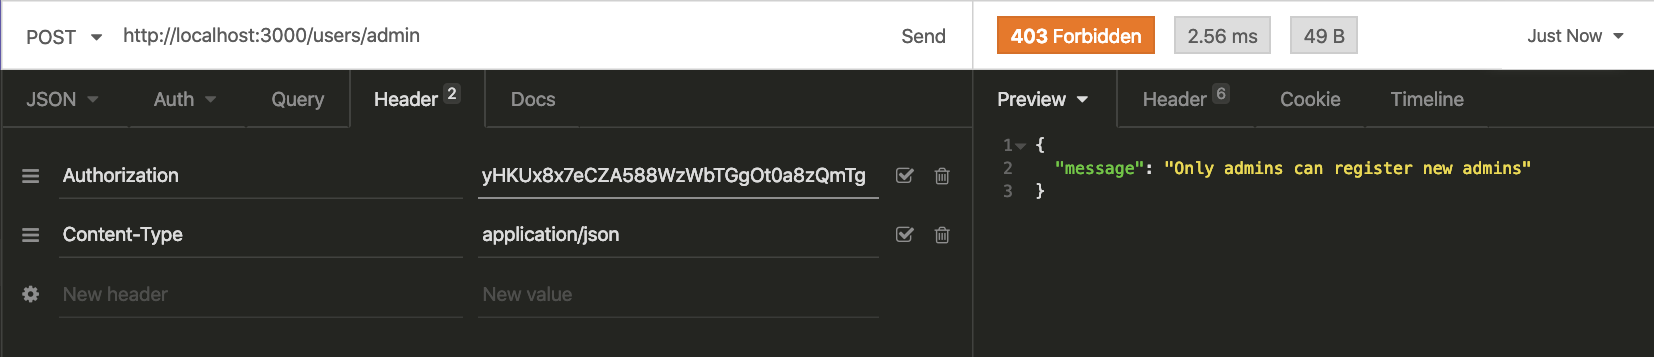 POST http://localhost:3000/users/admin Send 403 Forbidden 2.56 ms 49 B Just Now
JSON Auth Query Header 2 Docs Preview Header 6 Cookie Timeline
Authorization yHKUx8x7eCZA588WzWbTGgOt0a8zQmTg
Content-Type application/json
New header New value
1 {
2 "message": "Only admins can register new admins"
3 }